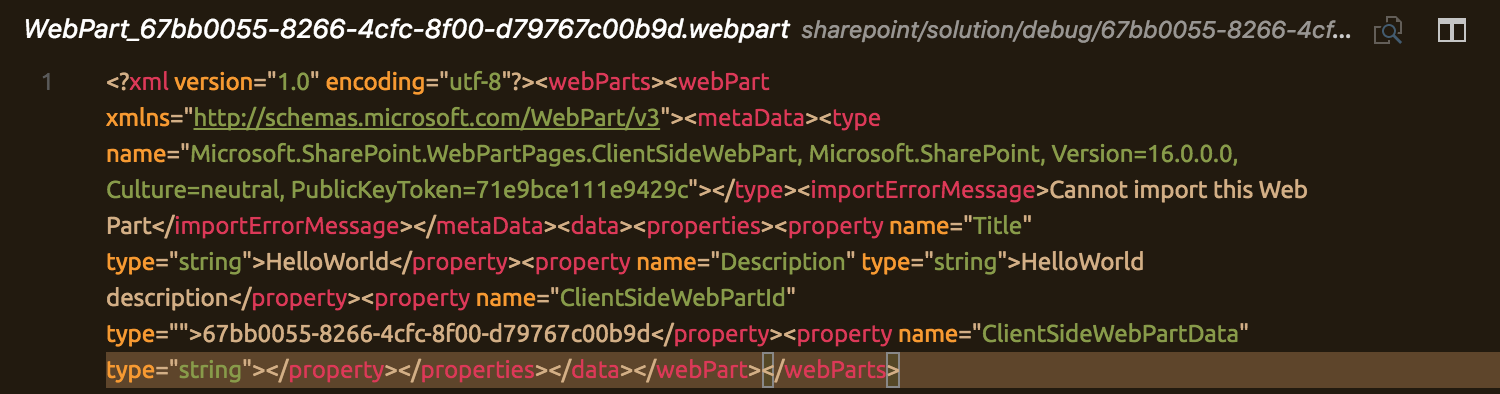 WebPart_67bb0055-8266-4cfc-8f00-d79767c00b9d.webpart sharepoint/solution/debug/67bb0055-8266-4cf...
1 <?xml version="1.0" encoding="utf-8"?><webParts><webPart
xmlns="http://schemas.microsoft.com/WebPart/v3"><metaData><type
name="Microsoft.SharePoint.WebPartPages.ClientSideWebPart, Microsoft.SharePoint, Version=16.0.0.0,
Culture=neutral, PublicKeyToken=71e9bce111e9429c"></type><importErrorMessage>Cannot import this Web
Part</importErrorMessage></metaData><data><properties><property name="Title"
type="string">HelloWorld</property><property name="Description" type="string">HelloWorld
description</property><property name="ClientSideWebPartId"
type="">67bb0055-8266-4cfc-8f00-d79767c00b9d</property><property name="ClientSideWebPartData"
type="string"></property></properties></data></webPart></webParts>